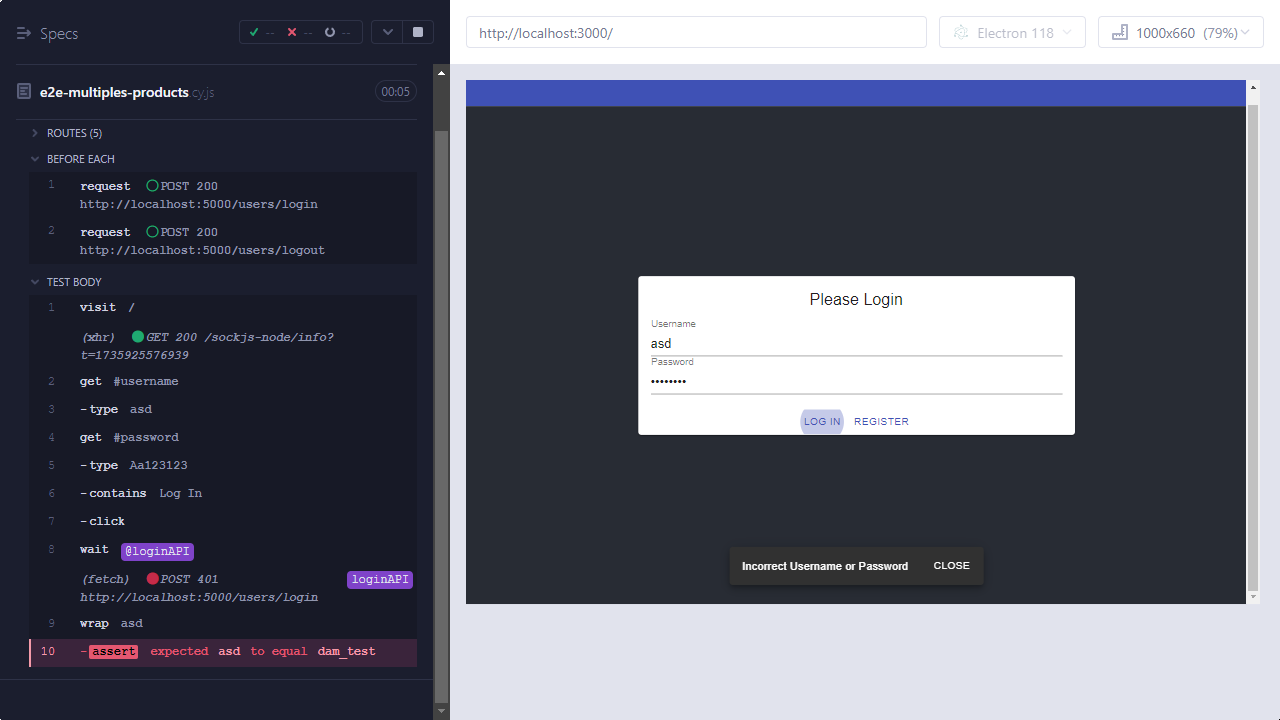 Specs -- -- --
http://localhost:3000/
Electron 118
1000x660 (79%)
e2e-multiples-products.cy.js 00:05
ROUTES (5)
BEFORE EACH
1 request POST 200
http://localhost:5000/users/login
2 request POST 200
http://localhost:5000/users/logout
TEST BODY
1 visit /
(xhr) GET 200 /sockjs-node/info?
t=1735925576939
2 get #username
3 -type asd
4 get #password
5 -type Aa123123
6 -contains Log In
7 -click
8 wait @loginAPI
(fetch) POST 401 loginAPI
http://localhost:5000/users/login
9 wrap asd
10 -assert expected asd to equal dam_test
Please Login
Username
asd
Password
••••••••
LOG IN REGISTER
Incorrect Username or Password CLOSE